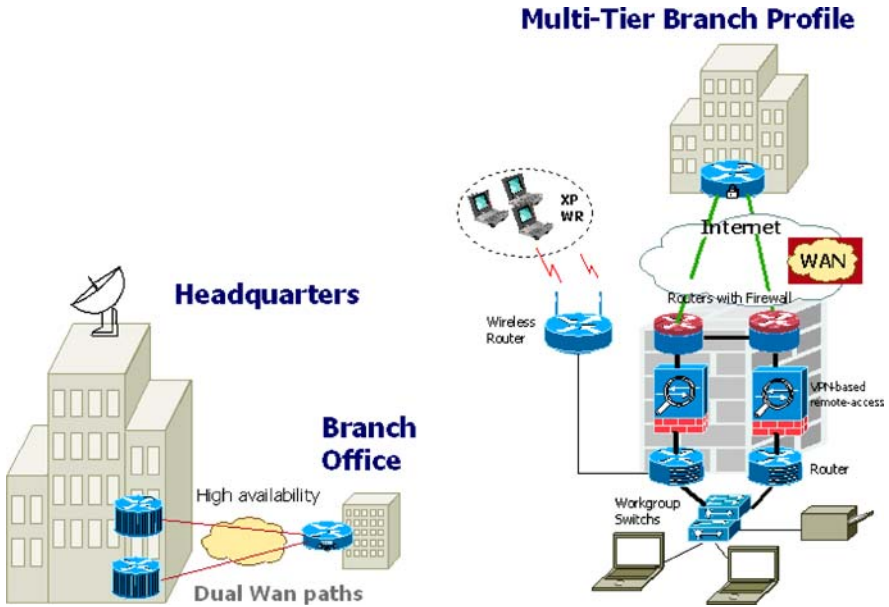 Multi-Tier Branch Profile
XP
WR
Internet
WAN
Headquarters
Routers with Firewall
Wireless
Router
VPN-based
remote-access
Branch
Office
Router
High availability
Workgroup
Switchs
Dual Wan paths